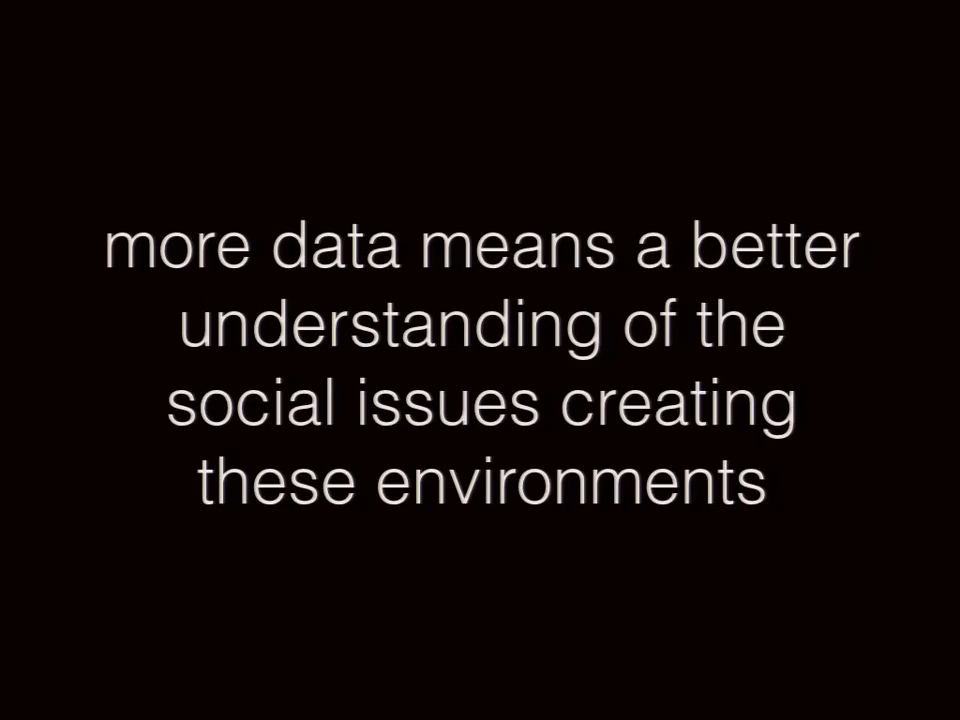 more data means a better
understanding of the
social issues creating
these environments